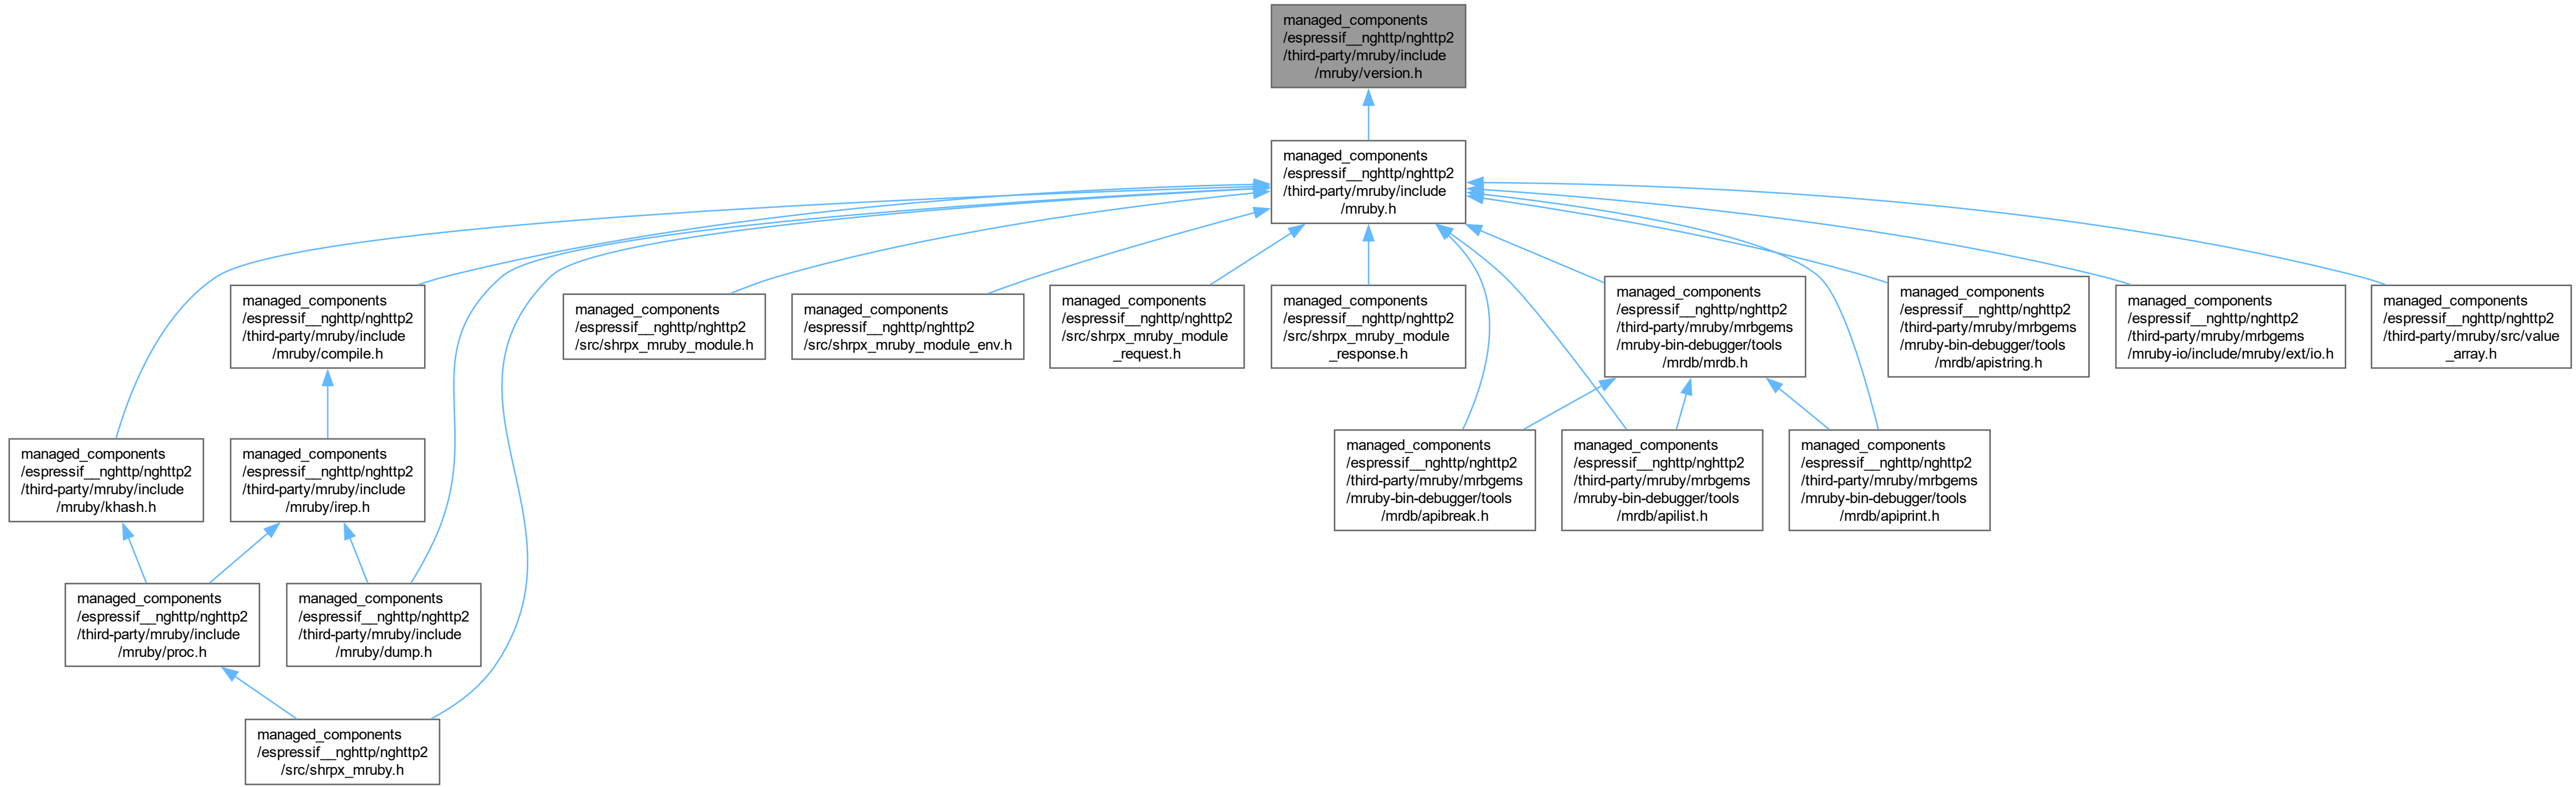 managed_components
/espressif__nghttp/nghttp2
/third-party/mruby/include
/mruby/version.h
managed_components
/espressif__nghttp/nghttp2
/third-party/mruby/include
/mruby.h
managed_components
/espressif__nghttp/nghttp2
/third-party/mruby/include
/mruby/compile.h
managed_components
/espressif__nghttp/nghttp2
/src/shrpx_mruby_module.h
managed_components
/espressif__nghttp/nghttp2
/src/shrpx_mruby_module_env.h
managed_components
/espressif__nghttp/nghttp2
/src/shrpx_mruby_module
_request.h
managed_components
/espressif__nghttp/nghttp2
/src/shrpx_mruby_module
_response.h
managed_components
/espressif__nghttp/nghttp2
/third-party/mruby/mrbgems
/mruby-bin-debugger/tools
/mrdb/mrdb.h
managed_components
/espressif__nghttp/nghttp2
/third-party/mruby/mrbgems
/mruby-bin-debugger/tools
/mrdb/apistring.h
managed_components
/espressif__nghttp/nghttp2
/third-party/mruby/mrbgems
/mruby-io/include/mruby/ext/io.h
managed_components
/espressif__nghttp/nghttp2
/third-party/mruby/src/value
_array.h
managed_components
/espressif__nghttp/nghttp2
/third-party/mruby/include
/mruby/khash.h
managed_components
/espressif__nghttp/nghttp2
/third-party/mruby/include
/mruby/irep.h
managed_components
/espressif__nghttp/nghttp2
/third-party/mruby/mrbgems
/mruby-bin-debugger/tools
/mrdb/apibreak.h
managed_components
/espressif__nghttp/nghttp2
/third-party/mruby/mrbgems
/mruby-bin-debugger/tools
/mrdb/apilist.h
managed_components
/espressif__nghttp/nghttp2
/third-party/mruby/mrbgems
/mruby-bin-debugger/tools
/mrdb/apiprint.h
managed_components
/espressif__nghttp/nghttp2
/third-party/mruby/include
/mruby/proc.h
managed_components
/espressif__nghttp/nghttp2
/third-party/mruby/include
/mruby/dump.h
managed_components
/espressif__nghttp/nghttp2
/src/shrpx_mruby.h